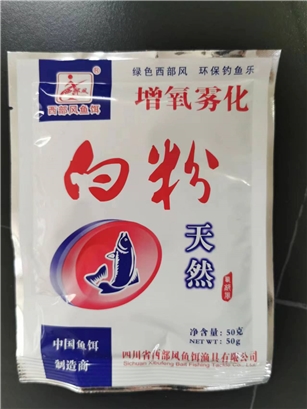 西部风鱼饵
®
绿色西部风 环保钓鱼乐
增氧雾化
白粉
天然
净含量:50克
NET WT:50g
中国鱼饵
制造商
四川省西部风鱼饵渔具有限公司